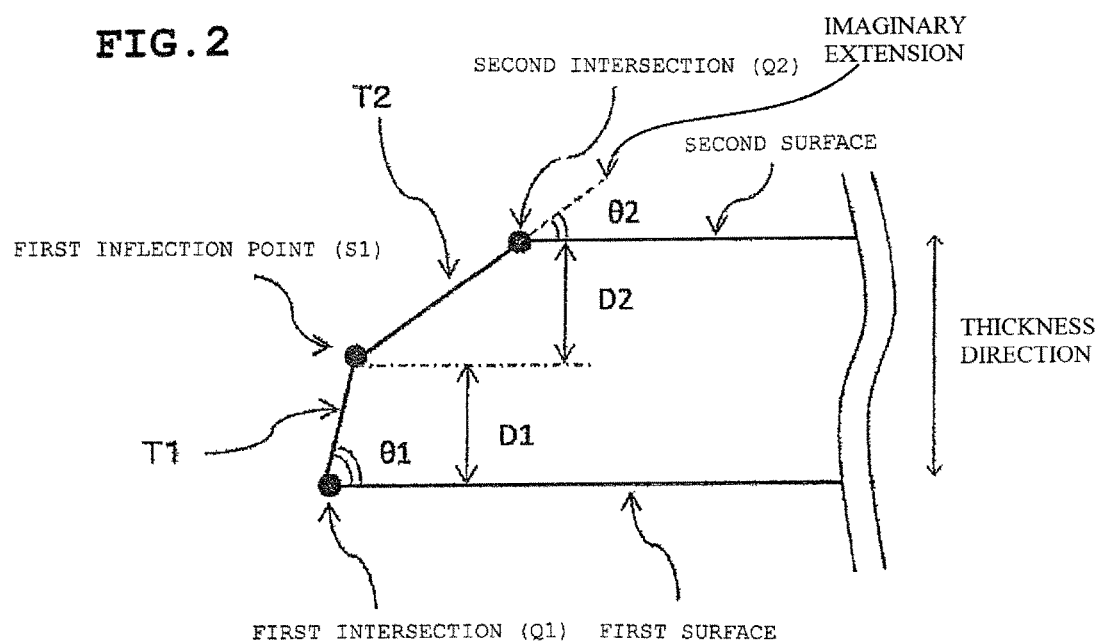 FIG.2
IMAGINARY
EXTENSION
SECOND INTERSECTION (Q2)
T2
SECOND SURFACE
θ2
FIRST INFLECTION POINT (S1)
D2
THICKNESS
DIRECTION
D1
T1
θ1
FIRST INTERSECTION (Q1) FIRST SURFACE